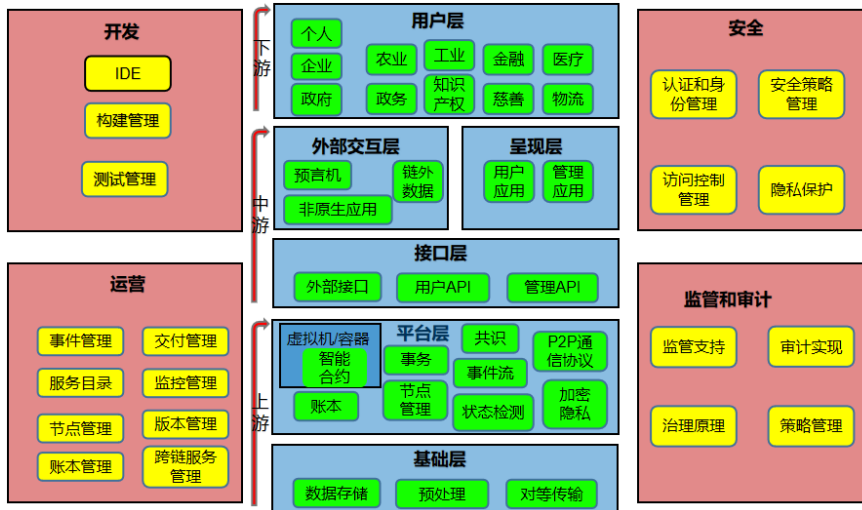 开发
IDE
构建管理
测试管理
运营
事件管理
交付管理
服务目录
监控管理
节点管理
版本管理
账本管理
跨链服务
管理
下
游
中
游
上
游
用户层
个人
企业
政府
农业
工业
金融
医疗
政务
知识
产权
慈善
物流
外部交互层
预言机
链外
数据
非原生应用
呈现层
用户
应用
管理
应用
接口层
外部接口
用户API
管理API
虚拟机/容器
智能
合约
平台层
共识
P2P通
信协议
事务
事件流
账本
节点
管理
状态检测
加密
隐私
基础层
数据存储
预处理
对等传输
安全
认证和身
份管理
安全策略
管理
访问控制
管理
隐私保护
监管和审计
监管支持
审计实现
治理原理
策略管理